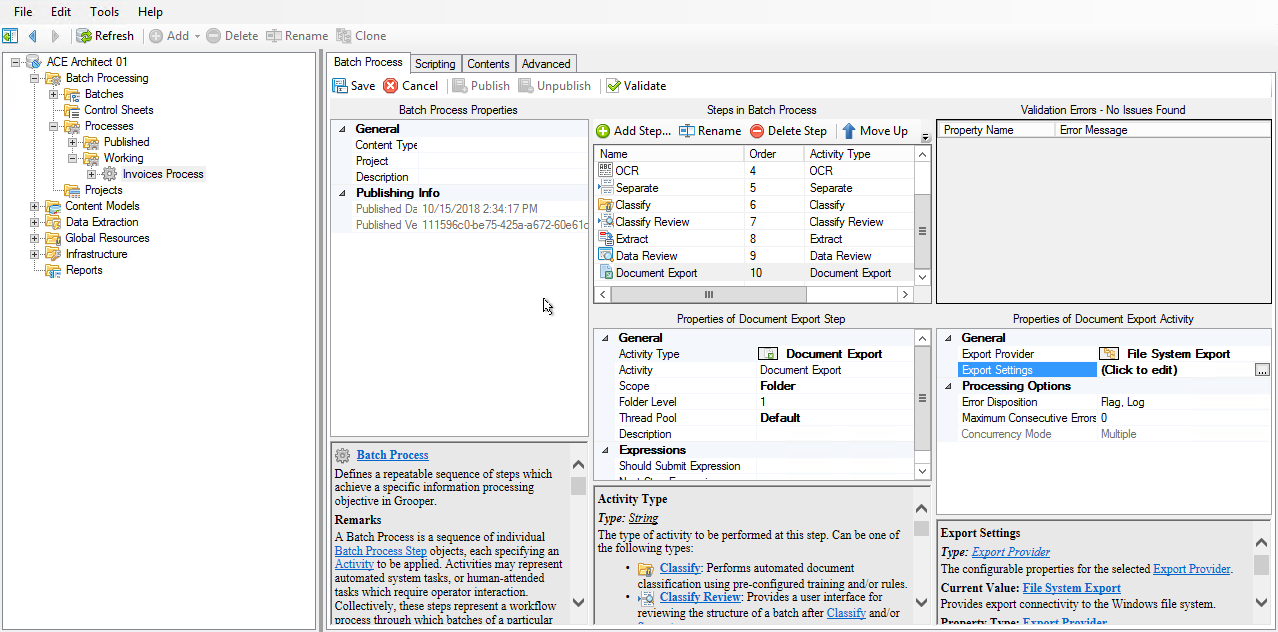 File Edit Tools Help
Refresh Add Delete Rename Clone
ACE Architect 01
Batch Processing
Batches
Control Sheets
Processes
Published
Working
Invoices Process
Projects
Content Models
Data Extraction
Global Resources
Infrastructure
Reports
Batch Process Scripting Contents Advanced
Save Cancel Publish Unpublish Validate
Batch Process Properties
General
Content Type
Project
Description
Publishing Info
Published Da 10/15/2018 2:34:17 PM
Published Ve 111596c0-be75-425a-a672-60e61c
Batch Process
Defines a repeatable sequence of steps which
achieve a specific information processing
objective in Grooper.
Remarks
A Batch Process is a sequence of individual
Batch Process Step objects, each specifying an
Activity to be applied. Activities may represent
automated system tasks, or human-attended
tasks which require operator interaction.
Collectively, these steps represent a workflow
process through which batches of a particular
Steps in Batch Process
Add Step... Rename Delete Step Move Up
Name Order Activity Type
OCR 4 OCR
Separate 5 Separate
Classify 6 Classify
Classify Review 7 Classify Review
Extract 8 Extract
Data Review 9 Data Review
Document Export 10 Document Export
Properties of Document Export Step
General
Activity Type Document Export
Activity Document Export
Scope Folder
Folder Level 1
Thread Pool Default
Description
Expressions
Should Submit Expression
Activity Type
Type: String
The type of activity to be performed at this step. Can be one of
the following types:
• Classify: Performs automated document
classification using pre-configured training and/or rules.
• Classify Review: Provides a user interface for
reviewing the structure of a batch after Classify and/or
Validation Errors - No Issues Found
Property Name Error Message
Properties of Document Export Activity
General
Export Provider File System Export
Export Settings (Click to edit) ...
Processing Options
Error Disposition Flag, Log
Maximum Consecutive Errors 0
Concurrency Mode Multiple
Export Settings
Type: Export Provider
The configurable properties for the selected Export Provider.
Current Value: File System Export
Provides export connectivity to the Windows file system.
Property Type: Export Provider